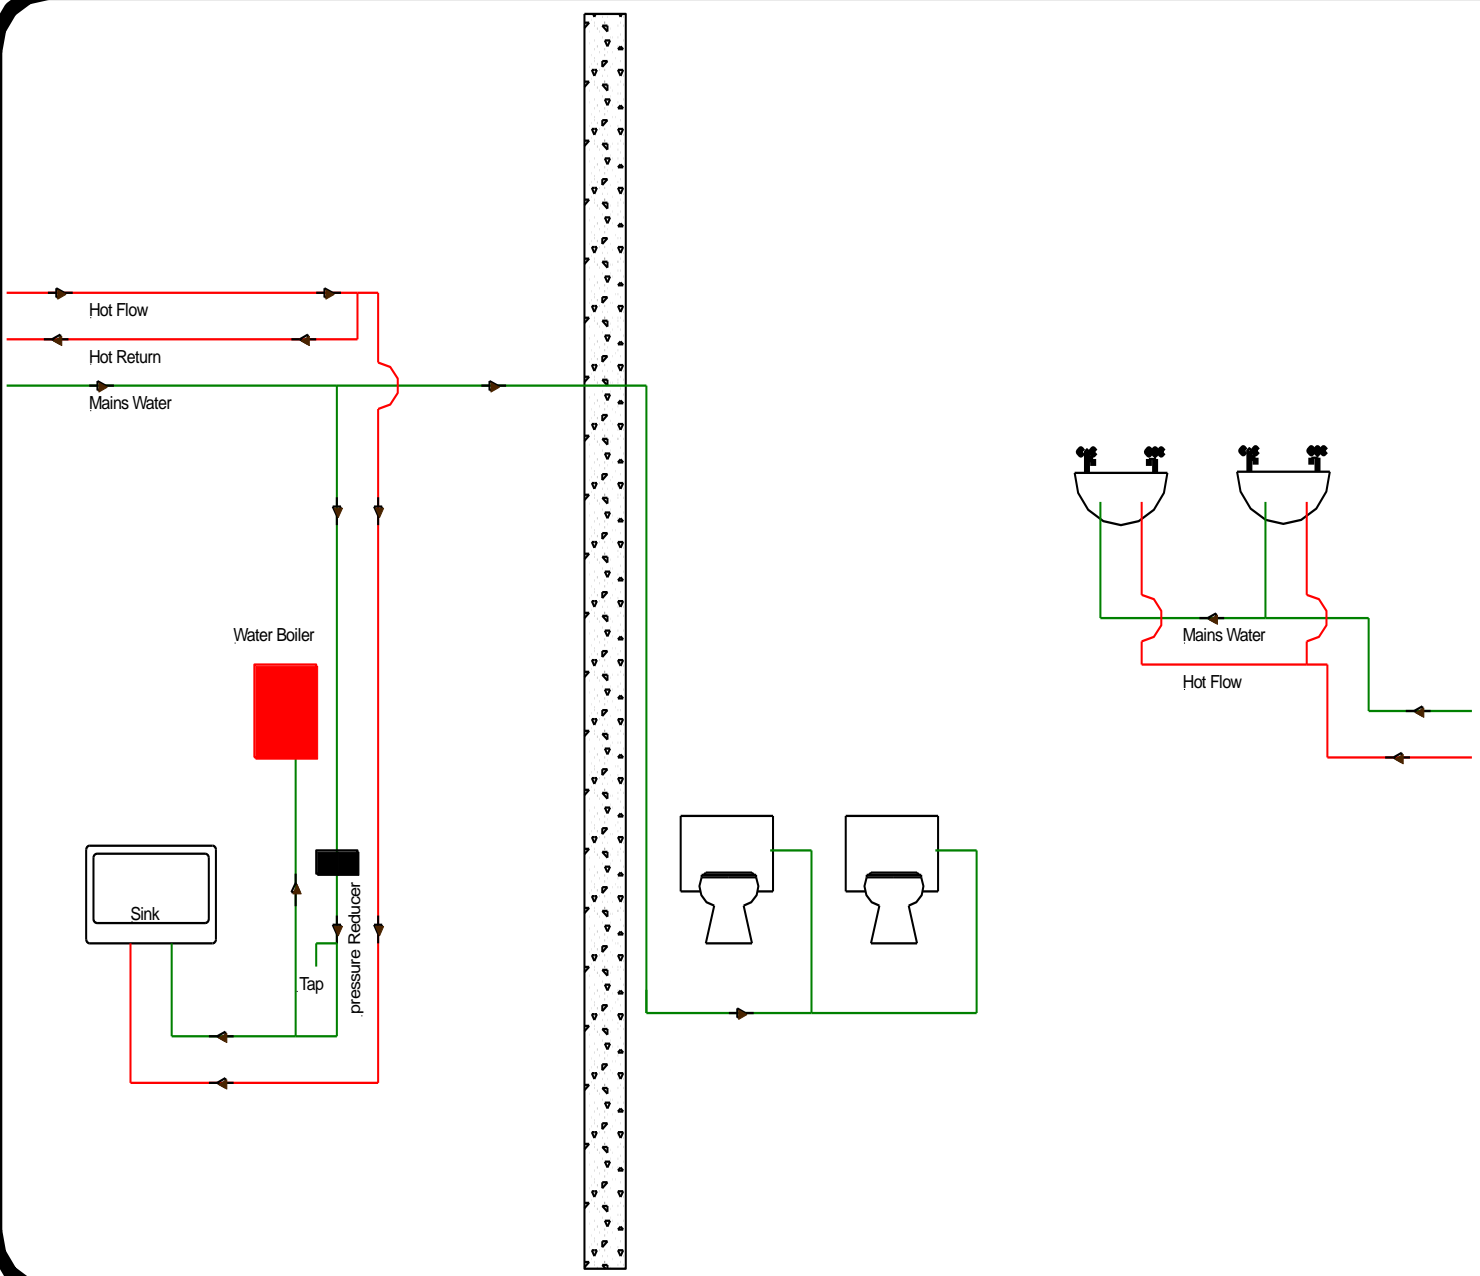 Hot Flow
Hot Return
Mains Water
Water Boiler
Mains Water
Hot Flow
Sink
pressure Reducer
Tap